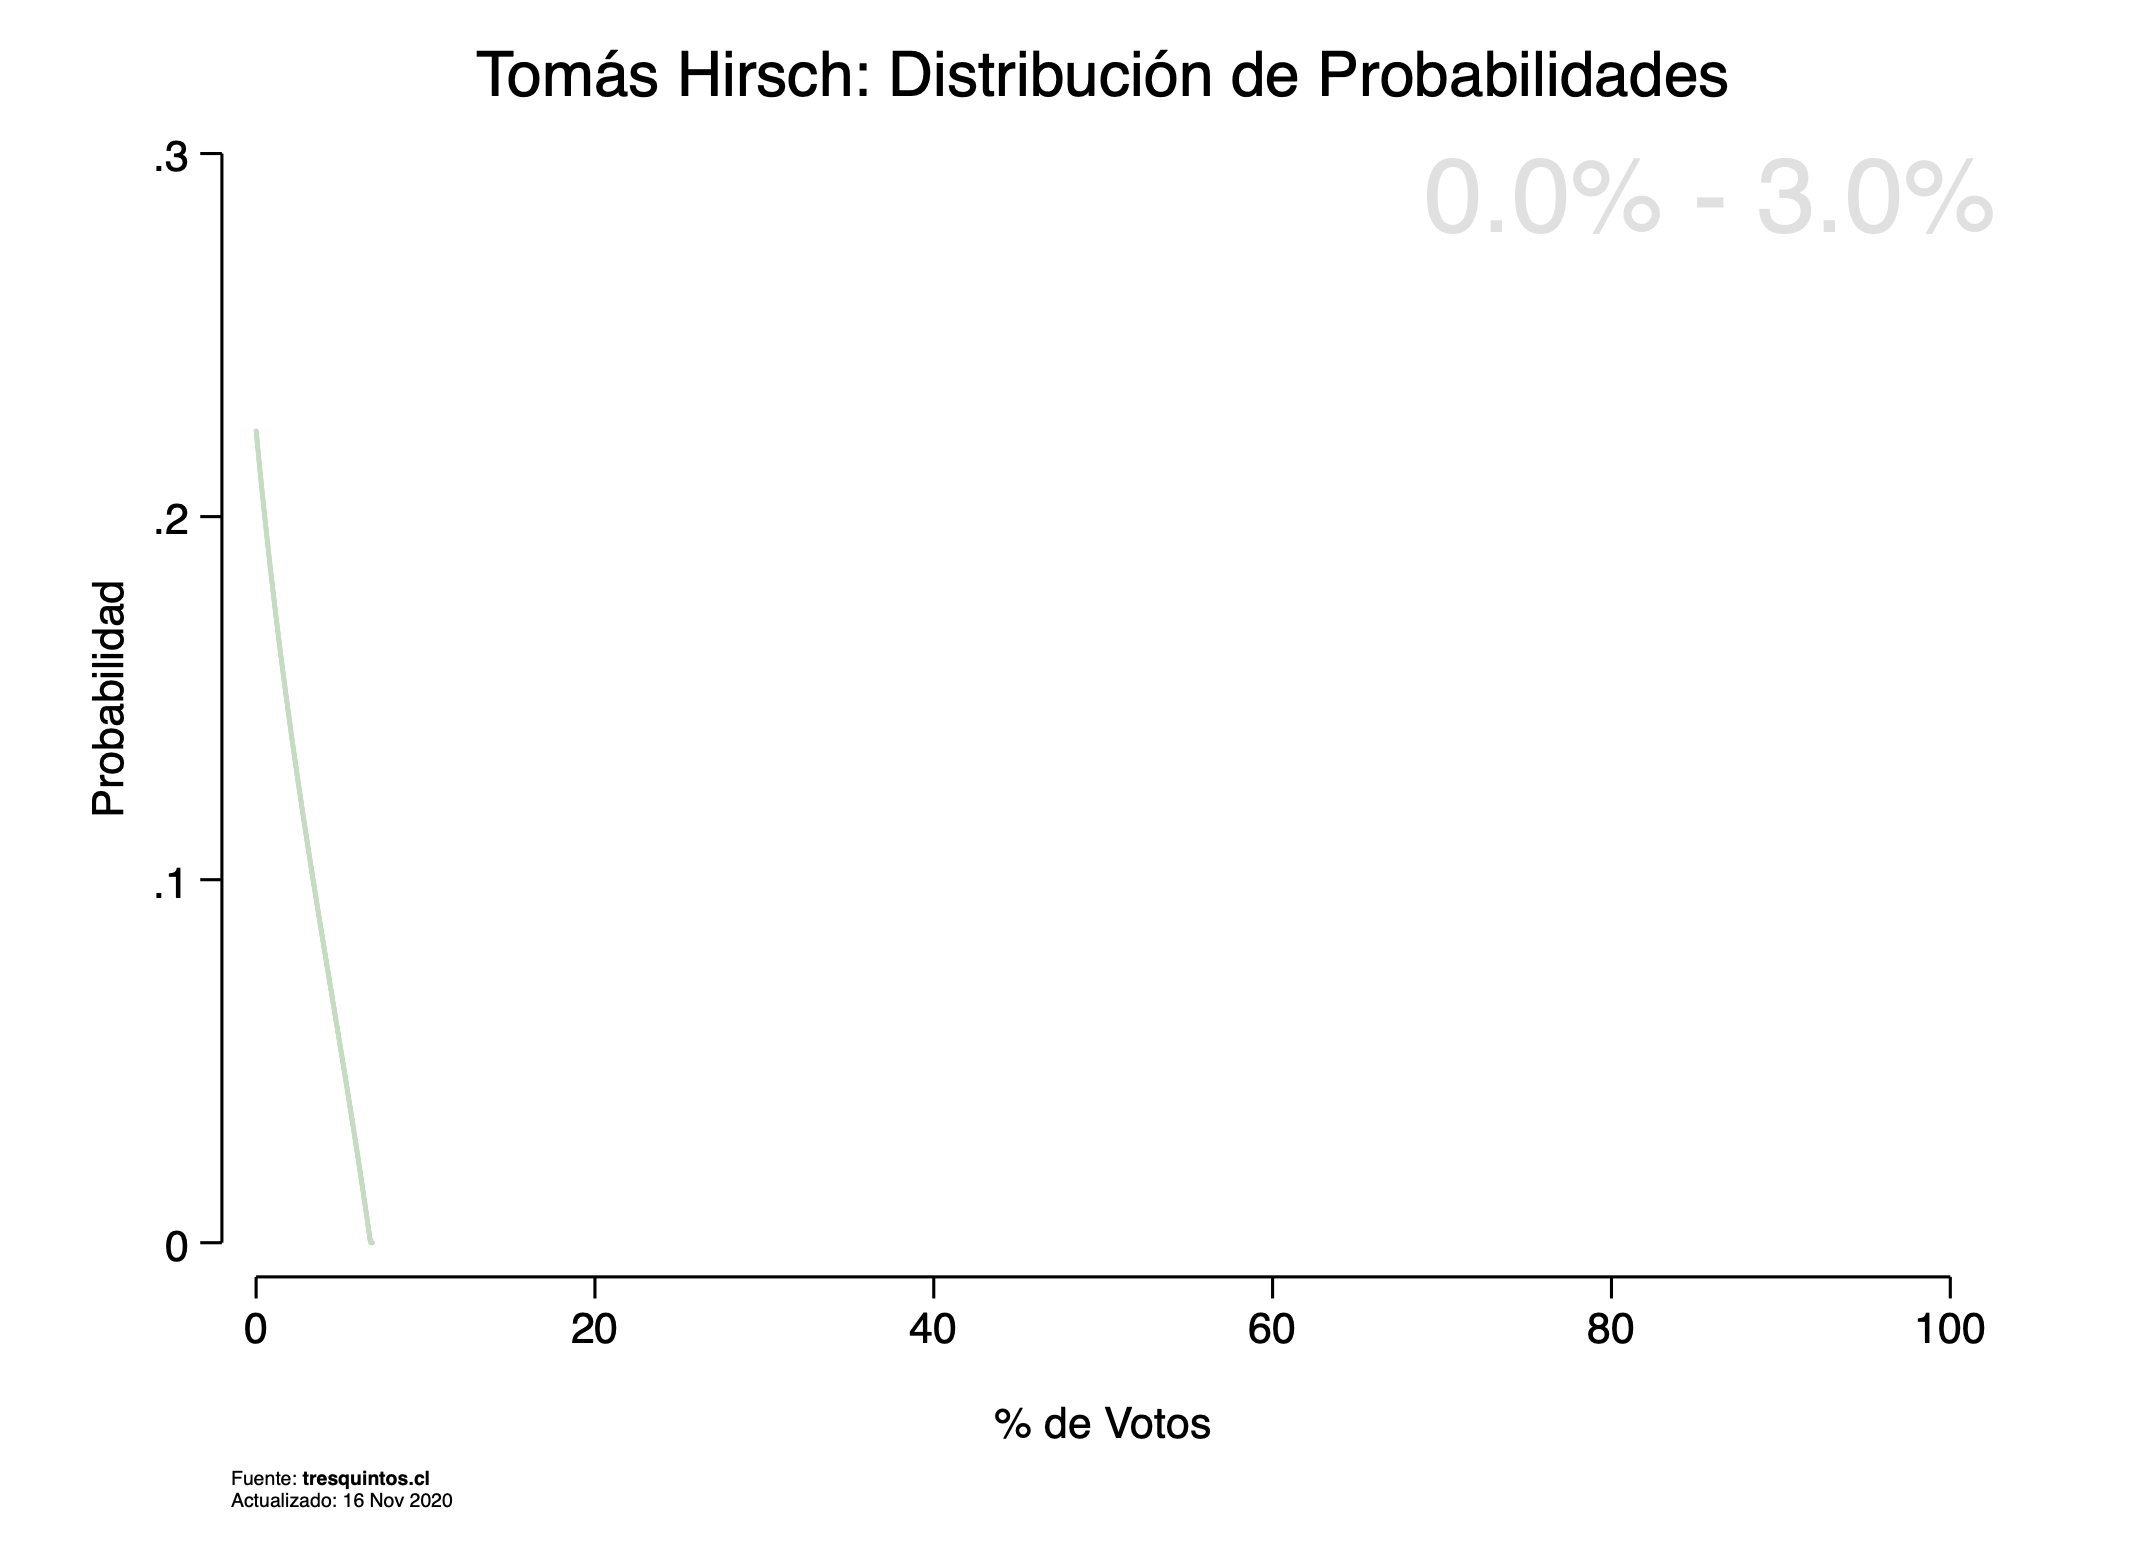 Tomás Hirsch: Distribución de Probabilidades
0.0% - 3.0%
.3
.2
.1
0
Probabilidad
0 20 40 60 80 100
% de Votos
Fuente: tresquintos.cl
Actualizado: 16 Nov 2020